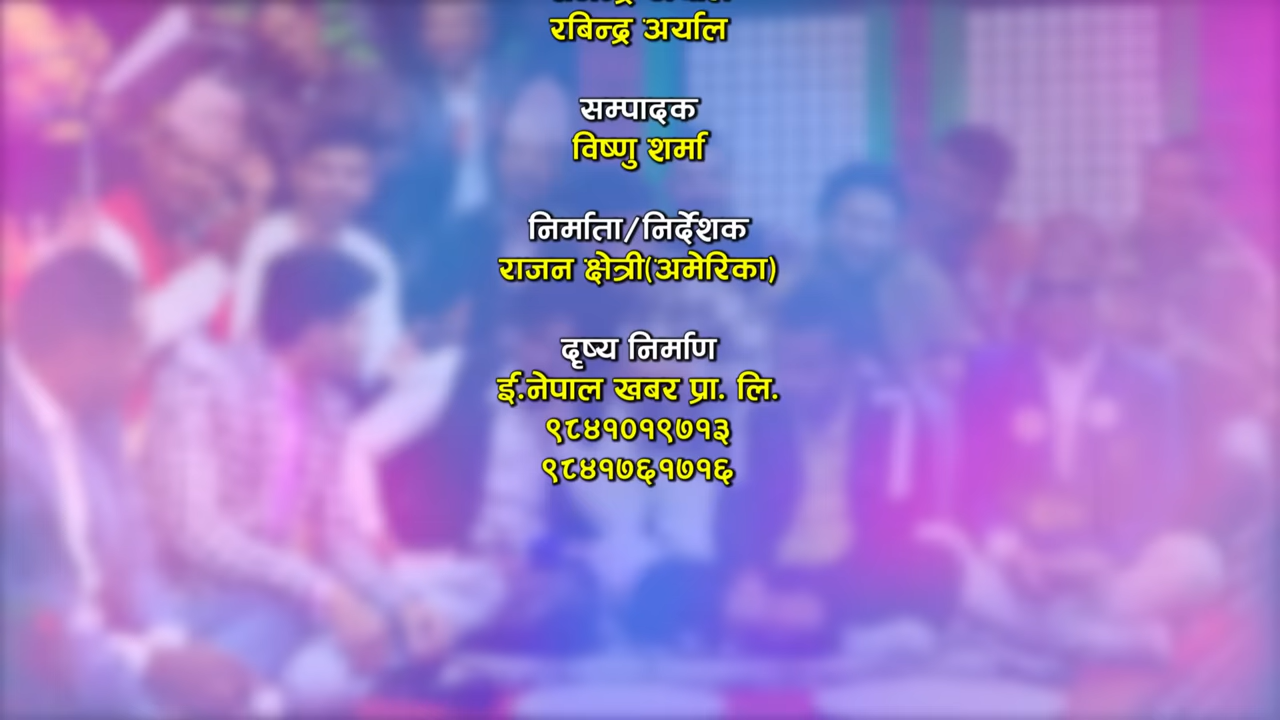 रबिन्द्र अर्याल
सम्पादक
विष्णु शर्मा
निर्माता/निर्देशक
राजन क्षेत्री(अमेरिका)
दृष्य निर्माण
ई.नेपाल खबर प्रा. लि.
९८४१०१९७१३
९८४१७६१७१६